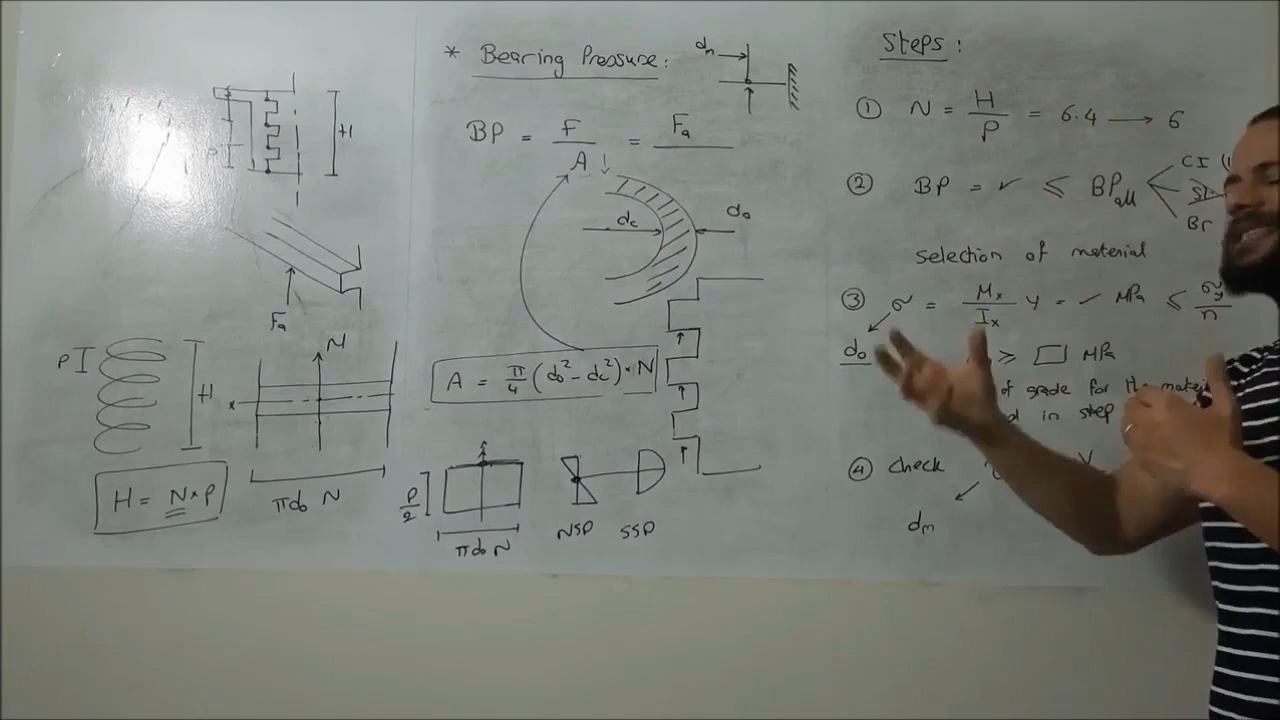 H
Fa
P
H
N
x
πdo N
H = N * P
* Bearing Pressure:
dm
BP = F/A = Fa
dc
do
A = π/4 (do² - dc²) * N
P/2
πdo N
NSP
SSP
Steps:
① N = H/P = 6.4 → 6
② BP = ✓ ≤ BPall
CI
St.
Br
selection of material
③ σ = Mx/Ix y = ✓ MPa ≤ σy/n
do
≥ □ MPa
of grade for the
in step
④ check
dm